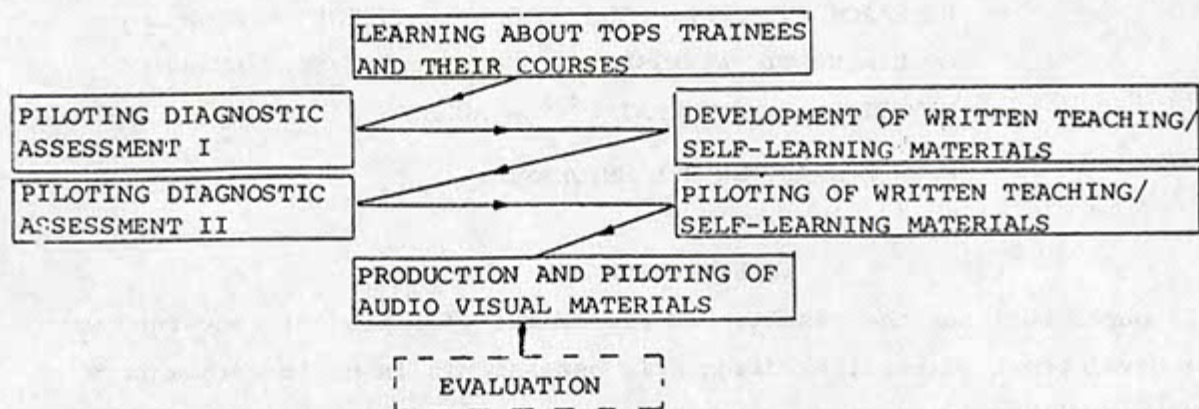 LEARNING ABOUT TOPS TRAINEES
AND THEIR COURSES
PILOTING DIAGNOSTIC
ASSESSMENT I
DEVELOPMENT OF WRITTEN TEACHING/
SELF-LEARNING MATERIALS
PILOTING DIAGNOSTIC
ASSESSMENT II
PILOTING OF WRITTEN TEACHING/
SELF-LEARNING MATERIALS
PRODUCTION AND PILOTING OF
AUDIO VISUAL MATERIALS
EVALUATION